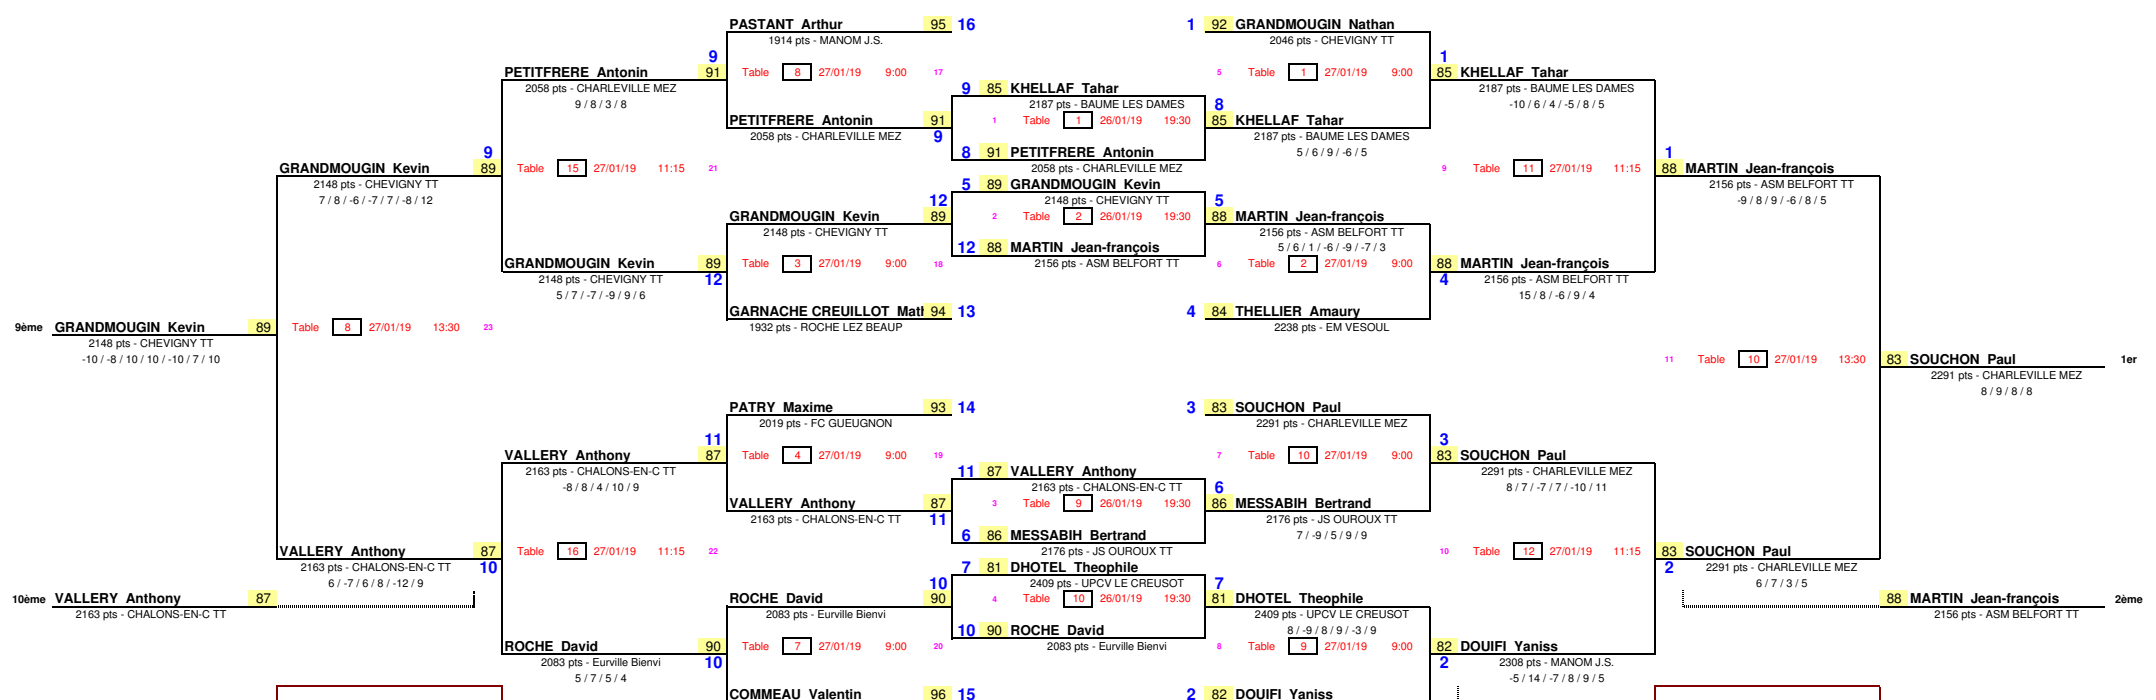 PASTANT Arthur 95 16 1 92 GRANDMOUGIN Nathan
1914 pts - MANOM J.S. 2046 pts - CHEVIGNY TT
9 1
PETITFRERE Antonin 91 Table 8 27/01/19 9:00 17 5 Table 1 27/01/19 9:00 85 KHELLAF Tahar
2058 pts - CHARLEVILLE MEZ 9 85 KHELLAF Tahar 2187 pts - BAUME LES DAMES
9 / 8 / 3 / 8 2187 pts - BAUME LES DAMES 8 -10 / 6 / 4 / -5 / 8 / 5
PETITFRERE Antonin 91 1 Table 1 26/01/19 19:30 85 KHELLAF Tahar
2058 pts - CHARLEVILLE MEZ 9 2187 pts - BAUME LES DAMES
9 8 91 PETITFRERE Antonin 5 / 6 / 9 / -6 / 5 1
GRANDMOUGIN Kevin 89 Table 15 27/01/19 11:15 21 2058 pts - CHARLEVILLE MEZ 9 Table 11 27/01/19 11:15 88 MARTIN Jean-françois
2148 pts - CHEVIGNY TT 5 89 GRANDMOUGIN Kevin 2156 pts - ASM BELFORT TT
7 / 8 / -6 / -7 / 7 / -8 / 12 12 2148 pts - CHEVIGNY TT 5 -9 / 8 / 9 / -6 / 8 / 5
GRANDMOUGIN Kevin 89 2 Table 2 26/01/19 19:30 88 MARTIN Jean-françois
2148 pts - CHEVIGNY TT 2156 pts - ASM BELFORT TT
12 88 MARTIN Jean-françois 5 / 6 / 1 / -6 / -9 / -7 / 3
GRANDMOUGIN Kevin 89 Table 3 27/01/19 9:00 18 2156 pts - ASM BELFORT TT 6 Table 2 27/01/19 9:00 88 MARTIN Jean-françois
2148 pts - CHEVIGNY TT 12 4 2156 pts - ASM BELFORT TT
5 / 7 / -7 / -9 / 9 / 6 15 / 8 / -6 / 9 / 4
GARNACHE CREUILLOT Math 94 13 4 84 THELLIER Amaury
9ème GRANDMOUGIN Kevin 89 Table 8 27/01/19 13:30 23 1932 pts - ROCHE LEZ BEAUP 2238 pts - EM VESOUL
2148 pts - CHEVIGNY TT
-10 / -8 / 10 / 10 / -10 / 7 / 10 11 Table 10 27/01/19 13:30 83 SOUCHON Paul 1er
2291 pts - CHARLEVILLE MEZ
8 / 9 / 8 / 8
PATRY Maxime 93 14 3 83 SOUCHON Paul
2019 pts - FC GUEUGNON 2291 pts - CHARLEVILLE MEZ
11 3
VALLERY Anthony 87 Table 4 27/01/19 9:00 19 7 Table 10 27/01/19 9:00 83 SOUCHON Paul
2163 pts - CHALONS-EN-C TT 11 87 VALLERY Anthony 2291 pts - CHARLEVILLE MEZ
-8 / 8 / 4 / 10 / 9 2163 pts - CHALONS-EN-C TT 6 8 / 7 / -7 / 7 / -10 / 11
VALLERY Anthony 87 3 Table 9 26/01/19 19:30 86 MESSABIH Bertrand
2163 pts - CHALONS-EN-C TT 11 2176 pts - JS OUROUX TT
6 86 MESSABIH Bertrand 7 / -9 / 5 / 9 / 9
VALLERY Anthony 87 Table 16 27/01/19 11:15 22 2176 pts - JS OUROUX TT 10 Table 12 27/01/19 11:15 83 SOUCHON Paul
2163 pts - CHALONS-EN-C TT 10 7 81 DHOTEL Theophile 2 2291 pts - CHARLEVILLE MEZ
6 / -7 / 6 / 8 / -12 / 9 10 2409 pts - UPCV LE CREUSOT 7 6 / 7 / 3 / 5
10ème VALLERY Anthony 87 ROCHE David 90 4 Table 10 26/01/19 19:30 81 DHOTEL Theophile 88 MARTIN Jean-françois 2ème
2163 pts - CHALONS-EN-C TT 2083 pts - Eurville Bienvi 2409 pts - UPCV LE CREUSOT 2156 pts - ASM BELFORT TT
10 90 ROCHE David 8 / -9 / 8 / 9 / -3 / 9
ROCHE David 90 Table 7 27/01/19 9:00 20 2083 pts - Eurville Bienvi 8 Table 9 27/01/19 9:00 82 DOUIFI Yaniss
2083 pts - Eurville Bienvi 10 2 2308 pts - MANOM J.S.
5 / 7 / 5 / 4 -5 / 14 / -7 / 8 / 9 / 5
COMMEAU Valentin 96 15 2 82 DOUIFI Yaniss